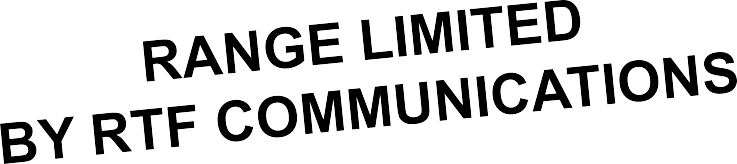 RANGE LIMITED
BY RTF COMMUNICATIONS